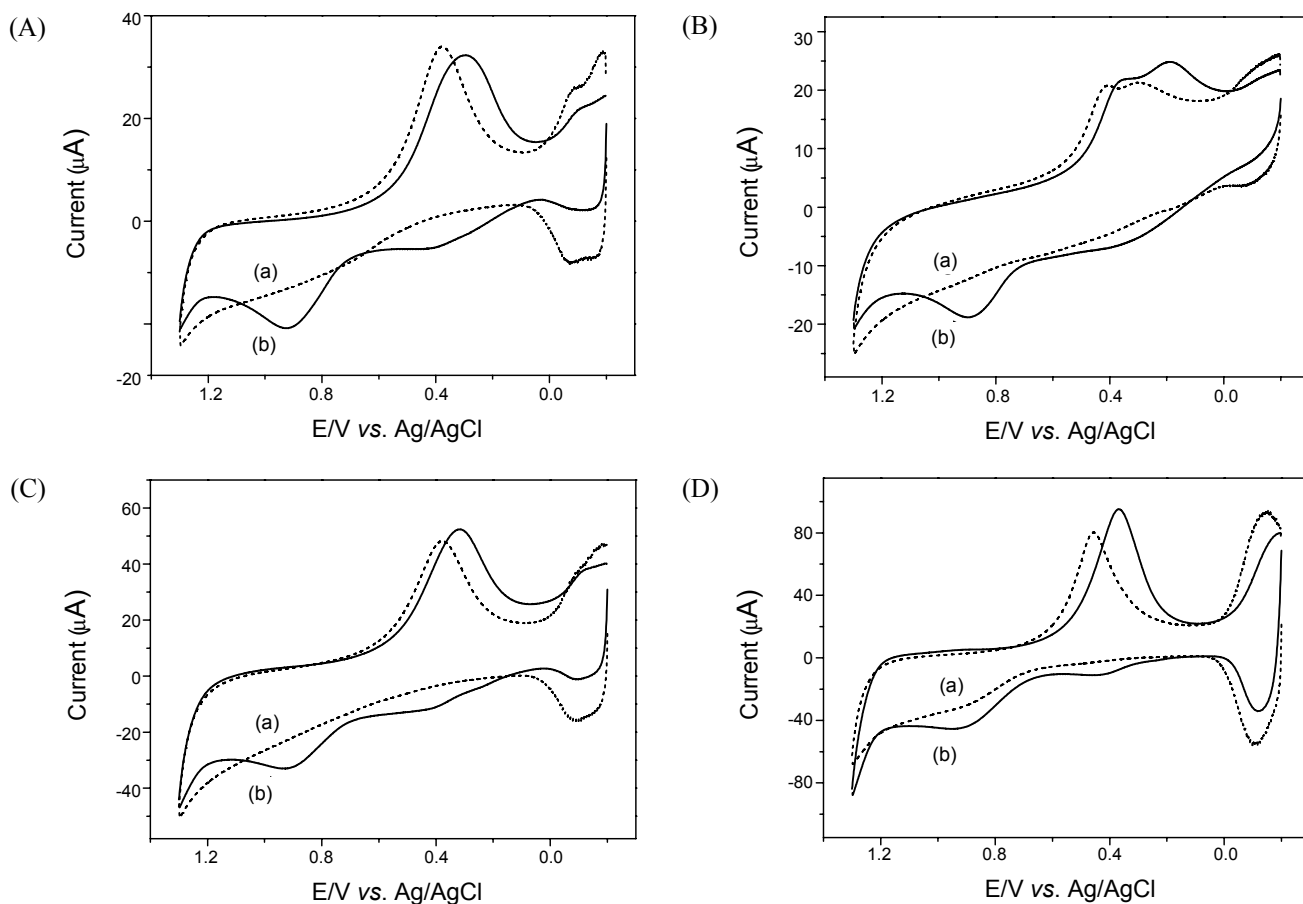 (A)
40
20
0
-20
Current (μA)
(a)
(b)
1.2 0.8 0.4 0.0
E/V vs. Ag/AgCl
(B)
30
20
10
0
-10
-20
Current (μA)
(a)
(b)
1.2 0.8 0.4 0.0
E/V vs. Ag/AgCl
(C)
60
40
20
0
-20
-40
Current (μA)
(a)
(b)
1.2 0.8 0.4 0.0
E/V vs. Ag/AgCl
(D)
80
40
0
-40
-80
Current (μA)
(a)
(b)
1.2 0.8 0.4 0.0
E/V vs. Ag/AgCl